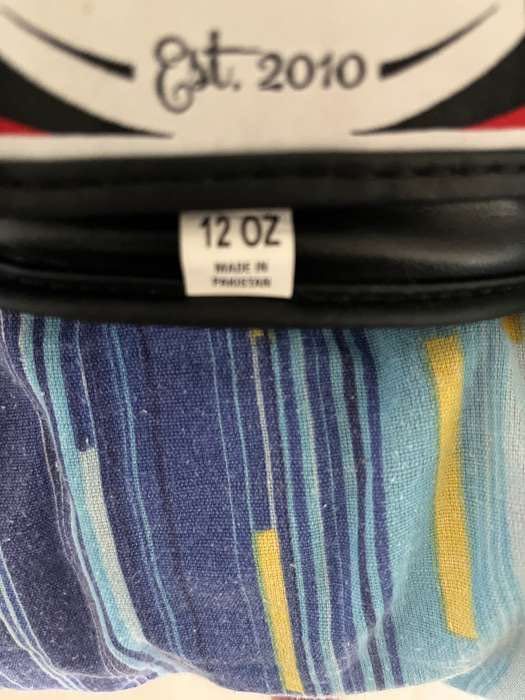 Est. 2010
12 OZ
MADE IN
PAKISTAN